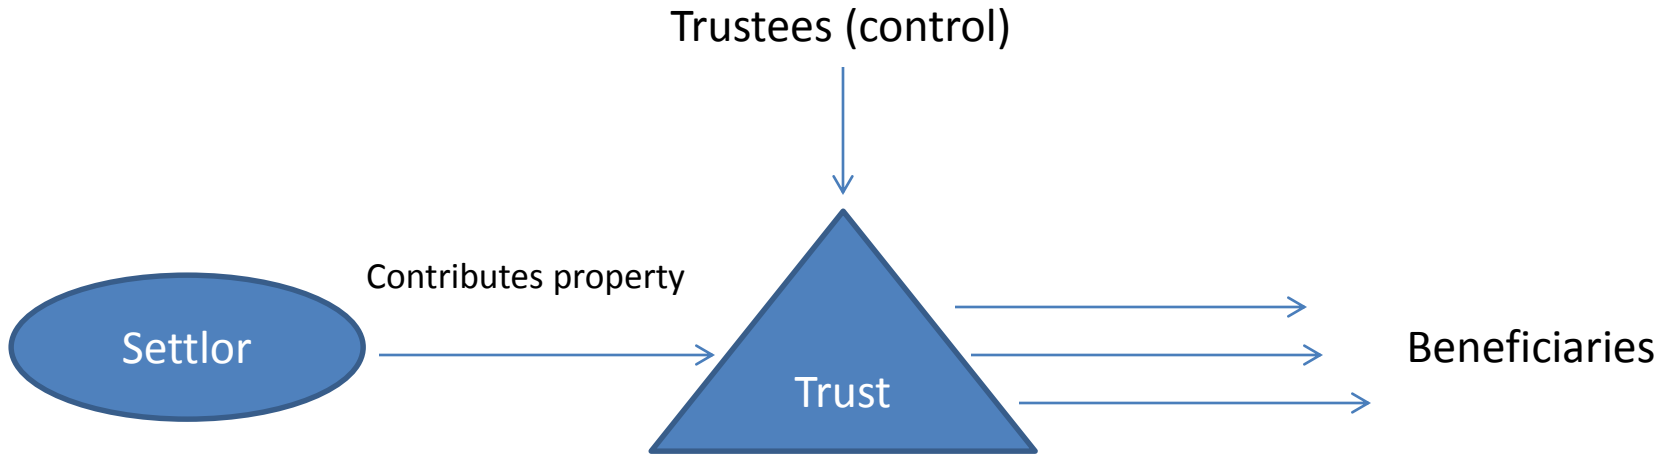 Trustees (control)
Contributes property
Settlor
Trust
Beneficiaries